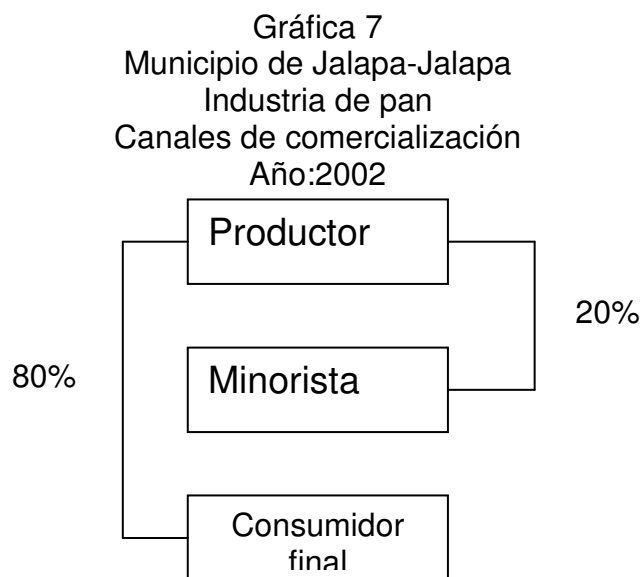 Gráfica 7
Municipio de Jalapa-Jalapa
Industria de pan
Canales de comercialización
Año:2002
Productor
20%
80%
Minorista
Consumidor
final